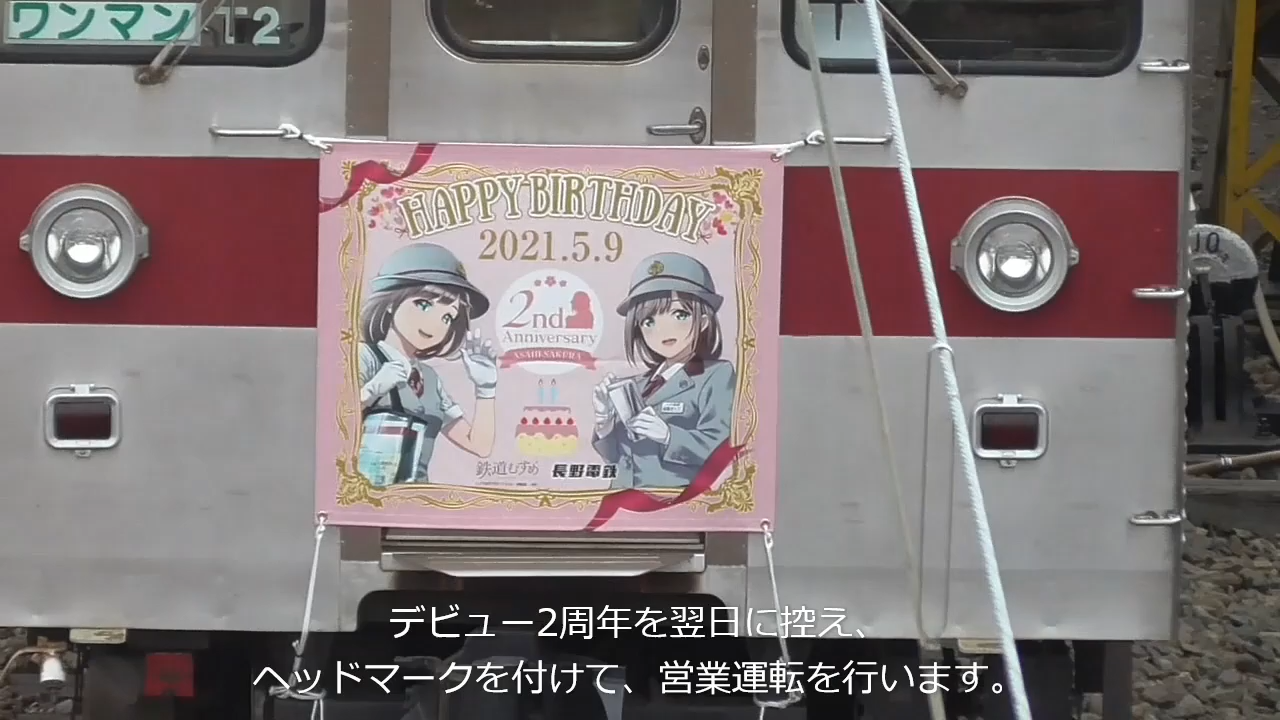 ワンマン
T2
T
HAPPY BIRTHDAY
2021.5.9
2nd
Anniversary
ASAHI SAKURA
鉄道むすめ
長野電鉄
10
デビュー2周年を翌日に控え、
ヘッドマークを付けて、営業運転を行います。